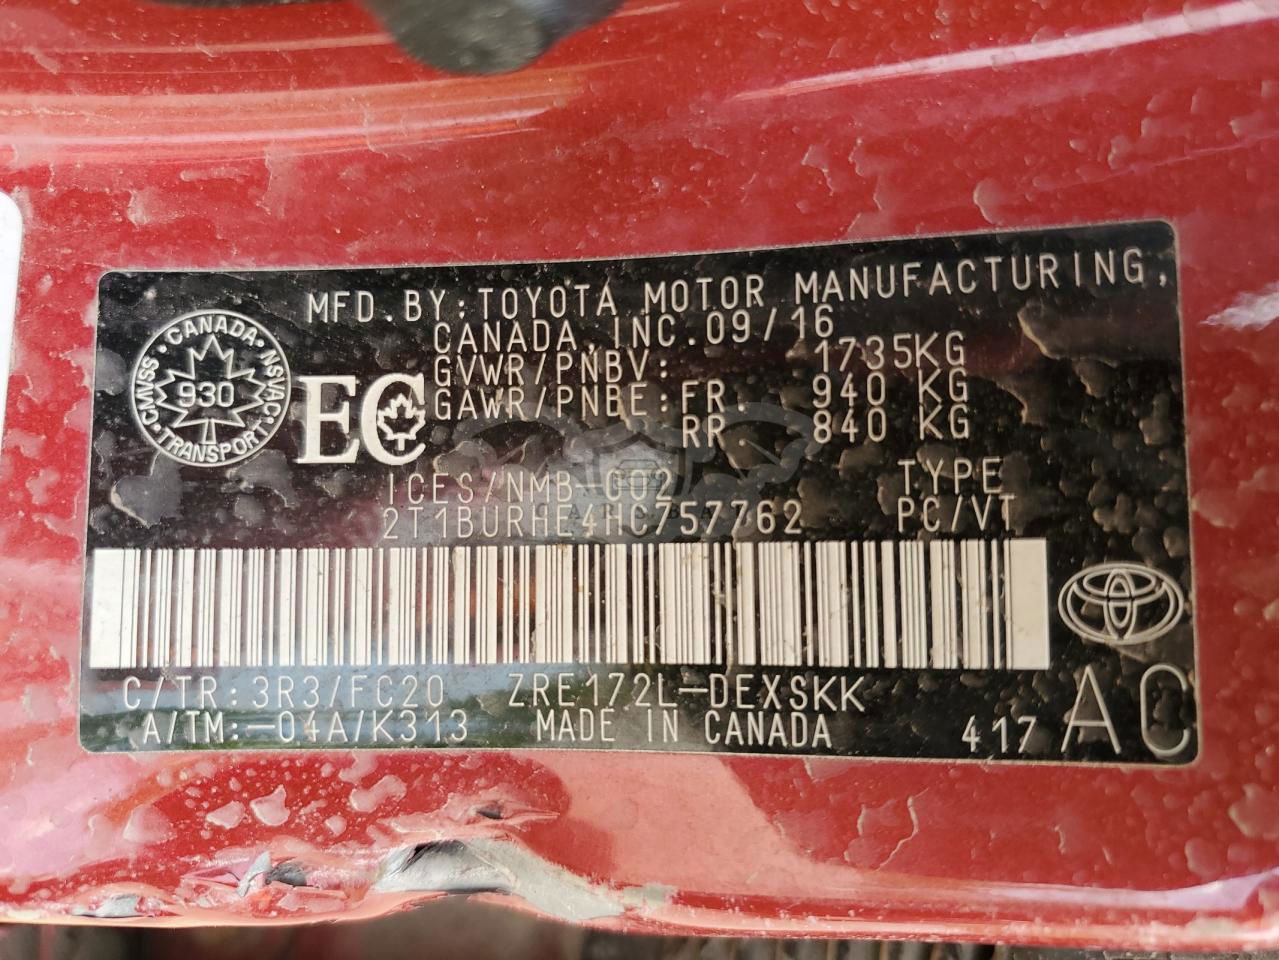 MFD.BY:TOYOTA MOTOR MANUFACTURING,
CANADA,INC.09/16
GVWR/PNBV: 1735KG
GAWR/PNBE:FR. 940 KG
RR. 840 KG
CANADA·NSVAC·TRANSPORT·CMVSS·
930
EC
ICES/NMB-002 TYPE
2T1BURHE4HC757762 PC/VT
C/TR:3R3/FC20 ZRE172L-DEXSKK
A/TM:-04A/K313 MADE IN CANADA 417 AC